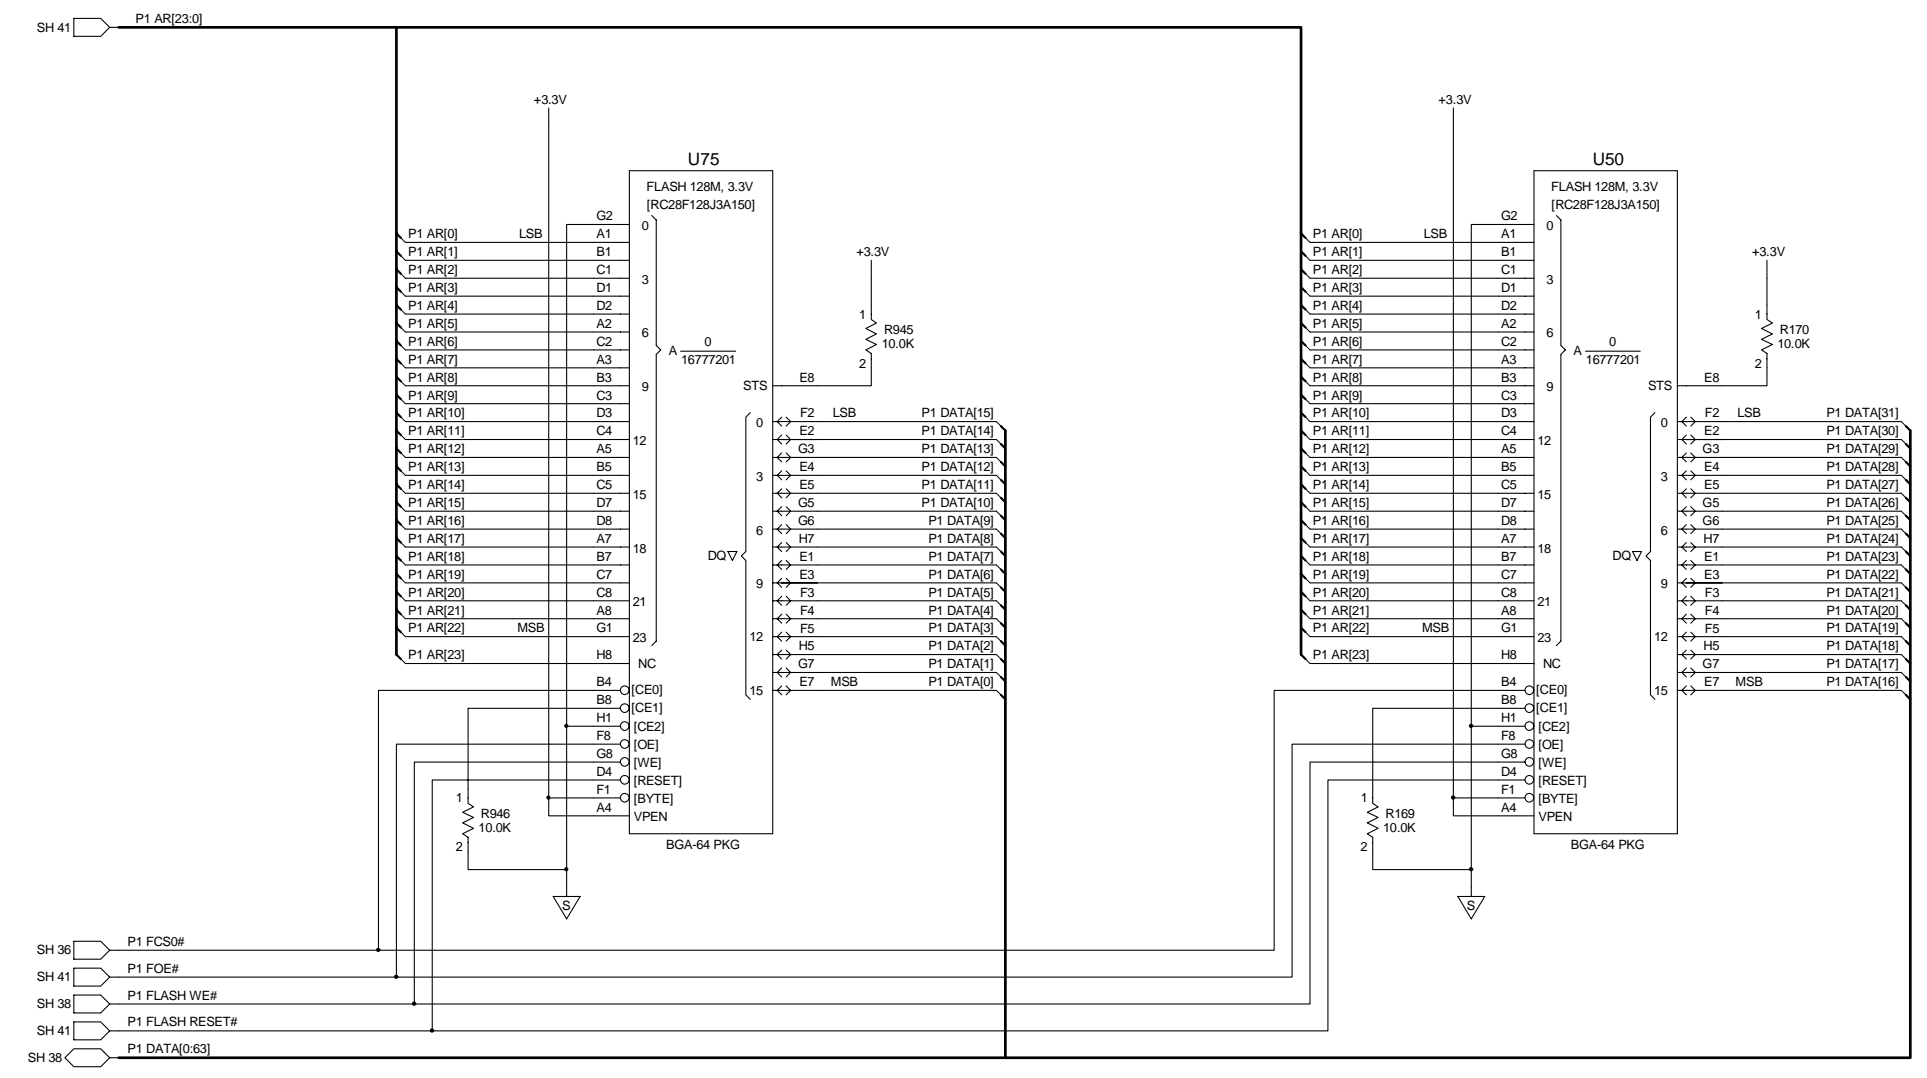 SH 41 P1 AR[23:0]
+3.3V
+3.3V
U75
U50
FLASH 128M, 3.3V
[RC28F128J3A150]
G2 0
P1 AR[0] LSB A1
P1 AR[1] B1
P1 AR[2] C1 3
P1 AR[3] D1
P1 AR[4] D2
P1 AR[5] A2 6
P1 AR[6] C2
P1 AR[7] A3
P1 AR[8] B3 9
P1 AR[9] C3
P1 AR[10] D3
P1 AR[11] C4 12
P1 AR[12] A5
P1 AR[13] B5
P1 AR[14] C5 15
P1 AR[15] D7
P1 AR[16] D8
P1 AR[17] A7 18
P1 AR[18] B7
P1 AR[19] C7
P1 AR[20] C8 21
P1 AR[21] A8
P1 AR[22] MSB G1 23
P1 AR[23] H8 NC
B4 [CE0]
B8 [CE1]
H1 [CE2]
F8 [OE]
G8 [WE]
D4 [RESET]
F1 [BYTE]
A4 VPEN
A 0
16777201
+3.3V
1
R945
10.0K
2
STS E8
DQ
0 F2 LSB P1 DATA[15]
E2 P1 DATA[14]
G3 P1 DATA[13]
3 E4 P1 DATA[12]
E5 P1 DATA[11]
G5 P1 DATA[10]
6 G6 P1 DATA[9]
H7 P1 DATA[8]
E1 P1 DATA[7]
9 E3 P1 DATA[6]
F3 P1 DATA[5]
F4 P1 DATA[4]
12 F5 P1 DATA[3]
H5 P1 DATA[2]
G7 P1 DATA[1]
15 E7 MSB P1 DATA[0]
1
R946
10.0K
2
BGA-64 PKG
S
FLASH 128M, 3.3V
[RC28F128J3A150]
G2 0
P1 AR[0] LSB A1
P1 AR[1] B1
P1 AR[2] C1 3
P1 AR[3] D1
P1 AR[4] D2
P1 AR[5] A2 6
P1 AR[6] C2
P1 AR[7] A3
P1 AR[8] B3 9
P1 AR[9] C3
P1 AR[10] D3
P1 AR[11] C4 12
P1 AR[12] A5
P1 AR[13] B5
P1 AR[14] C5 15
P1 AR[15] D7
P1 AR[16] D8
P1 AR[17] A7 18
P1 AR[18] B7
P1 AR[19] C7
P1 AR[20] C8 21
P1 AR[21] A8
P1 AR[22] MSB G1 23
P1 AR[23] H8 NC
B4 [CE0]
B8 [CE1]
H1 [CE2]
F8 [OE]
G8 [WE]
D4 [RESET]
F1 [BYTE]
A4 VPEN
A 0
16777201
+3.3V
1
R170
10.0K
2
STS E8
DQ
0 F2 LSB P1 DATA[31]
E2 P1 DATA[30]
G3 P1 DATA[29]
3 E4 P1 DATA[28]
E5 P1 DATA[27]
G5 P1 DATA[26]
6 G6 P1 DATA[25]
H7 P1 DATA[24]
E1 P1 DATA[23]
9 E3 P1 DATA[22]
F3 P1 DATA[21]
F4 P1 DATA[20]
12 F5 P1 DATA[19]
H5 P1 DATA[18]
G7 P1 DATA[17]
15 E7 MSB P1 DATA[16]
1
R169
10.0K
2
BGA-64 PKG
S
SH 36 P1 FCS0#
SH 41 P1 FOE#
SH 38 P1 FLASH WE#
SH 41 P1 FLASH RESET#
SH 38 P1 DATA[0:63]